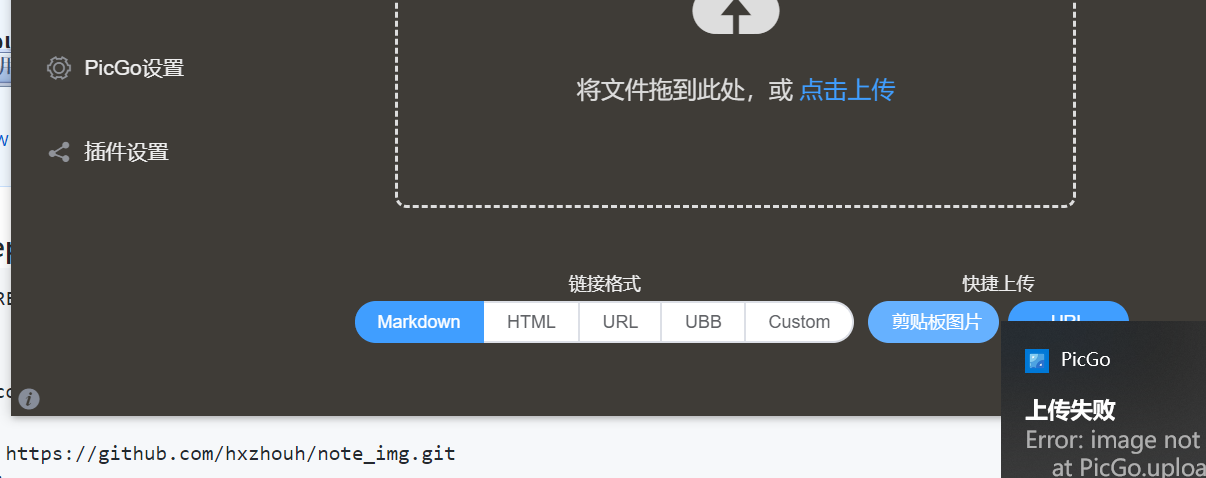 PicGo设置
插件设置
将文件拖到此处，或 点击上传
链接格式
快捷上传
Markdown
HTML
URL
UBB
Custom
剪贴板图片
URL
PicGo
上传失败
Error: image not
at PicGo.uploa
https://github.com/hxzhouh/note_img.git